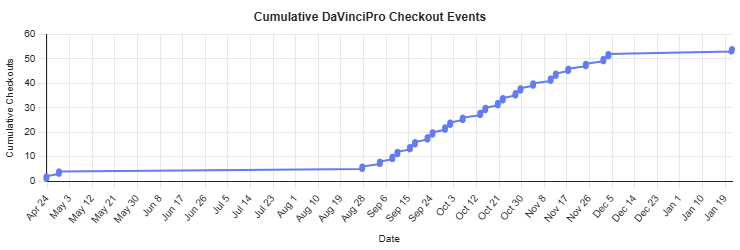 Cumulative DaVinciPro Checkout Events
Cumulative Checkouts
60
50
40
30
20
10
0
Apr 24 May 3 May 12 May 21 May 30 Jun 8 Jun 17 Jun 26 Jul 5 Jul 14 Jul 23 Aug 1 Aug 10 Aug 19 Aug 28 Sep 6 Sep 15 Sep 24 Oct 3 Oct 12 Oct 21 Oct 30 Nov 8 Nov 17 Nov 26 Dec 5 Dec 14 Dec 23 Jan 1 Jan 10 Jan 19
Date